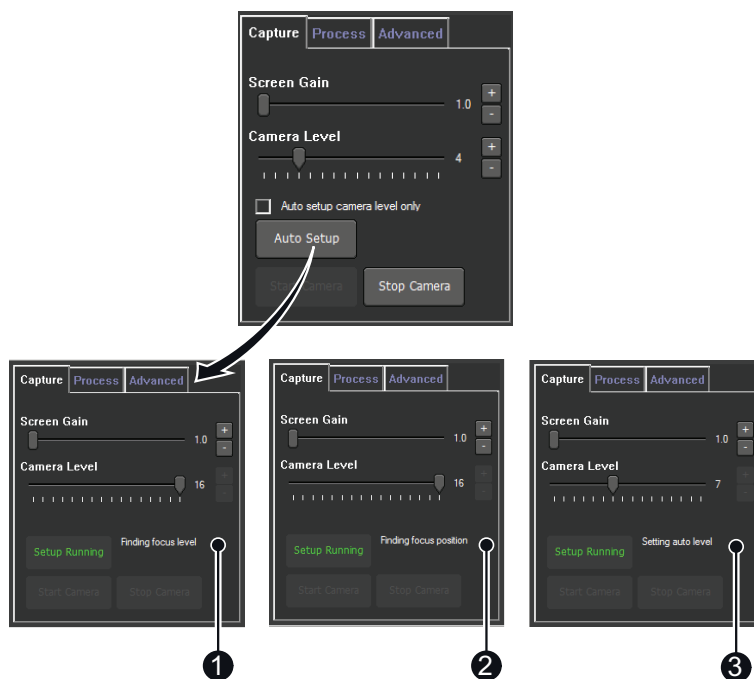 Capture Process Advanced
Screen Gain
1.0 +
-
Camera Level
4 +
-
Auto setup camera level only
Auto Setup
Start Camera Stop Camera
Capture Process Advanced
Screen Gain
1.0 +
-
Camera Level
16 +
-
Setup Running Finding focus level
Start Camera Stop Camera
1
Capture Process Advanced
Screen Gain
1.0 +
-
Camera Level
16 +
-
Setup Running Finding focus position
Start Camera Stop Camera
2
Capture Process Advanced
Screen Gain
1.0 +
-
Camera Level
7 +
-
Setup Running Setting auto level
Start Camera Stop Camera
3